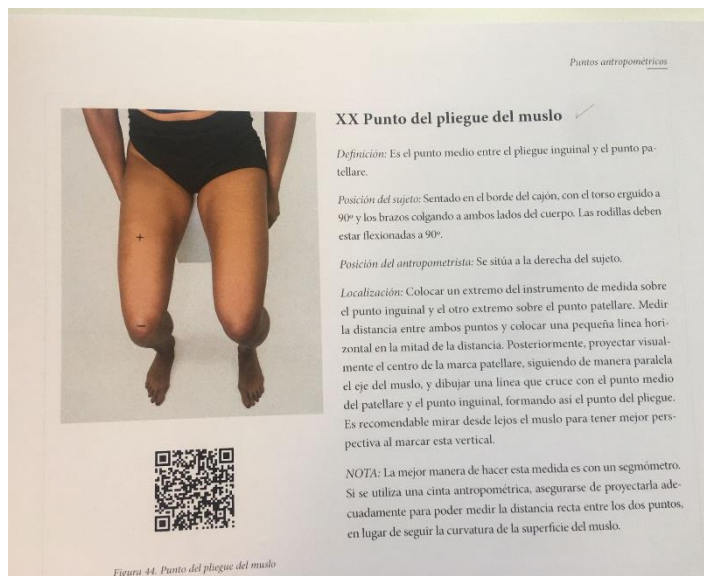 Puntos antropométricos
XX Punto del pliegue del muslo
Definición: Es el punto medio entre el pliegue inguinal y el punto pa-
tellare.
Posición del sujeto: Sentado en el borde del cajón, con el torso erguido a
90º y los brazos colgando a ambos lados del cuerpo. Las rodillas deben
estar flexionadas a 90º.
Posición del antropometrista: Se sitúa a la derecha del sujeto.
Localización: Colocar un extremo del instrumento de medida sobre
el punto inguinal y el otro extremo sobre el punto patellare. Medir
la distancia entre ambos puntos y colocar una pequeña línea hori-
zontal en la mitad de la distancia. Posteriormente, proyectar visual-
mente el centro de la marca patellare, siguiendo de manera paralela
el eje del muslo, y dibujar una línea que cruce con el punto medio
del patellare y el punto inguinal, formando así el punto del pliegue.
Es recomendable mirar desde lejos el muslo para tener mejor pers-
pectiva al marcar esta vertical.
NOTA: La mejor manera de hacer esta medida es con un segmómetro.
Si se utiliza una cinta antropométrica, asegurarse de proyectarla ade-
cuadamente para poder medir la distancia recta entre los dos puntos,
en lugar de seguir la curvatura de la superficie del muslo.
Figura 44. Punto del pliegue del muslo